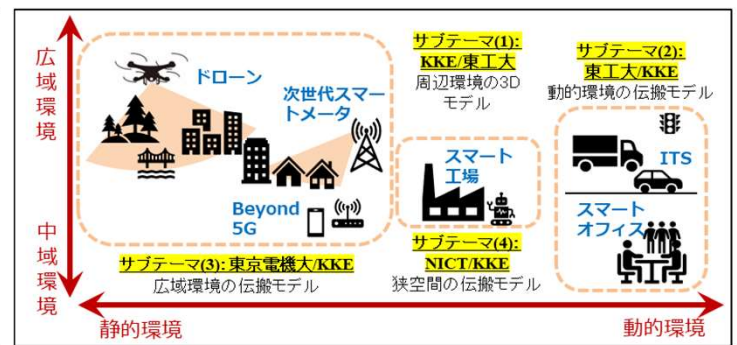 広域環境
中域環境
ドローン
次世代スマー
トメータ
Beyond
5G
サブテーマ(3): 東京電機大/KKE
広域環境の伝搬モデル
サブテーマ(1):
KKE/東工大
周辺環境の3D
モデル
スマート
工場
サブテーマ(4):
NICT/KKE
狭空間の伝搬モデル
サブテーマ(2):
東工大/KKE
動的環境の伝搬モデル
ITS
スマート
オフィス
静的環境
動的環境